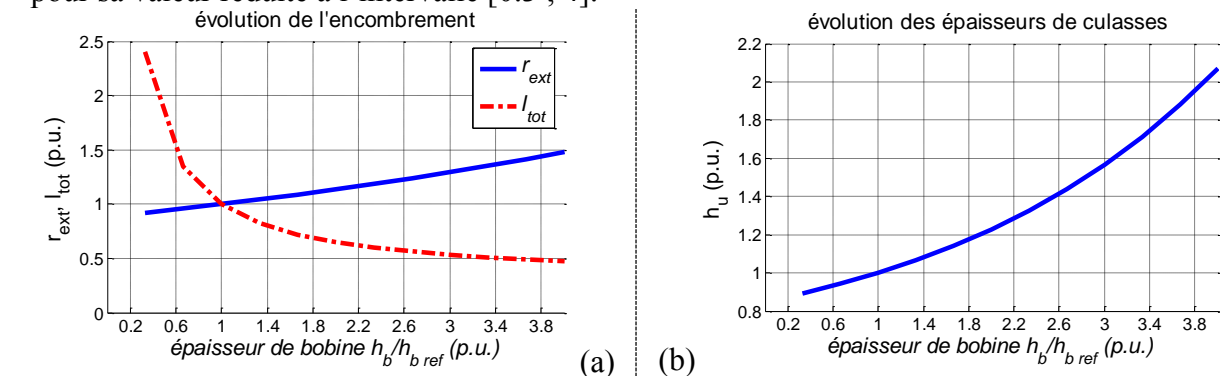 pour sa valeur réduite à l'intervalle [0.3 ; 4].
évolution de l'encombrement
2.5
2
1.5
1
0.5
0
r_ext, l_tot (p.u.)
r_ext
l_tot
0.2 0.6 1 1.4 1.8 2.2 2.6 3 3.4 3.8
épaisseur de bobine h_b/h_b ref (p.u.)
(a)
évolution des épaisseurs de culasses
2.2
2
1.8
1.6
1.4
1.2
1
0.8
h_u (p.u.)
0.2 0.6 1 1.4 1.8 2.2 2.6 3 3.4 3.8
épaisseur de bobine h_b/h_b ref (p.u.)
(b)